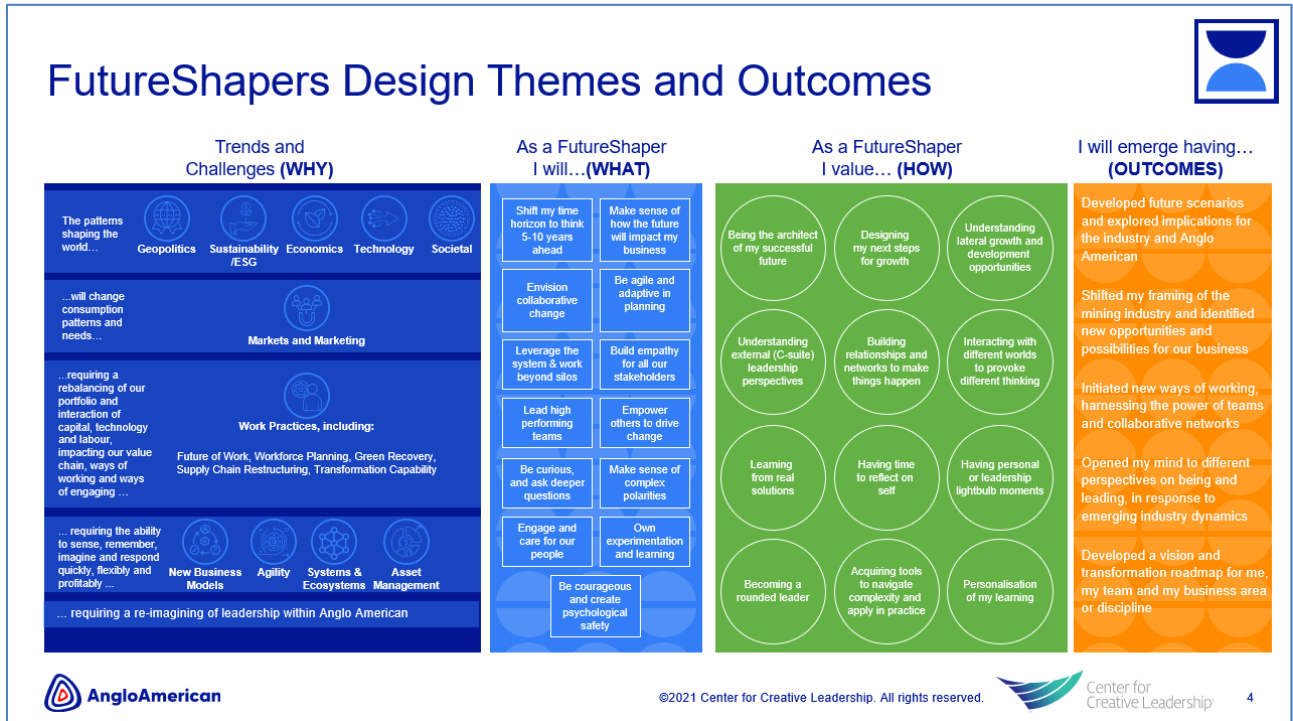 FutureShapers Design Themes and Outcomes
Trends and
Challenges (WHY)
The patterns
shaping the
world…
Geopolitics
Sustainability
/ESG
Economics
Technology
Societal
…will change
consumption
patterns and
needs…
Markets and Marketing
…requiring a
rebalancing of our
portfolio and
interaction of
capital, technology
and labour,
impacting our value
chain, ways of
working and ways
of engaging …
Work Practices, including:
Future of Work, Workforce Planning, Green Recovery,
Supply Chain Restructuring, Transformation Capability
... requiring the ability
to sense, remember,
imagine and respond
quickly, flexibly and
profitably ...
New Business
Models
Agility
Systems &
Ecosystems
Asset
Management
… requiring a re-imagining of leadership within Anglo American
As a FutureShaper
I will…(WHAT)
Shift my time
horizon to think
5-10 years
ahead
Make sense of
how the future
will impact my
business
Envision
collaborative
change
Be agile and
adaptive in
planning
Leverage the
system & work
beyond silos
Build empathy
for all our
stakeholders
Lead high
performing
teams
Empower
others to drive
change
Be curious,
and ask deeper
questions
Make sense of
complex
polarities
Engage and
care for our
people
Own
experimentation
and learning
Be courageous
and create
psychological
safety
As a FutureShaper
I value… (HOW)
Being the architect
of my successful
future
Designing
my next steps
for growth
Understanding
lateral growth and
development
opportunities
Understanding
external (C-suite)
leadership
perspectives
Building
relationships and
networks to make
things happen
Interacting with
different worlds
to provoke
different thinking
Learning
from real
solutions
Having time
to reflect on
self
Having personal
or leadership
lightbulb moments
Becoming a
rounded leader
Acquiring tools
to navigate
complexity and
apply in practice
Personalisation
of my learning
I will emerge having…
(OUTCOMES)
Developed future scenarios
and explored implications for
the industry and Anglo
American
Shifted my framing of the
mining industry and identified
new opportunities and
possibilities for our business
Initiated new ways of working,
harnessing the power of teams
and collaborative networks
Opened my mind to different
perspectives on being and
leading, in response to
emerging industry dynamics
Developed a vision and
transformation roadmap for me,
my team and my business area
or discipline
AngloAmerican
©2021 Center for Creative Leadership. All rights reserved.
Center for
Creative Leadership
4